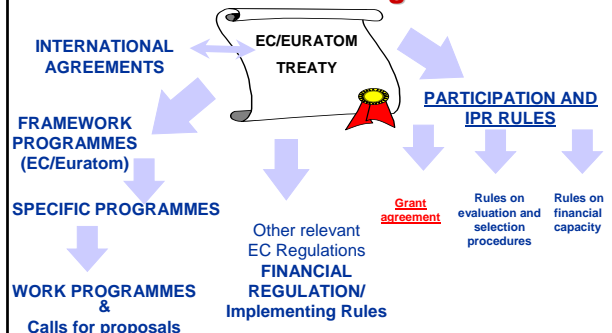 INTERNATIONAL
AGREEMENTS
EC/EURATOM
TREATY
PARTICIPATION AND
IPR RULES
FRAMEWORK
PROGRAMMES
(EC/Euratom)
SPECIFIC PROGRAMMES
WORK PROGRAMMES
&
Calls for proposals
Other relevant
EC Regulations
FINANCIAL
REGULATION/
Implementing Rules
Grant
agreement
Rules on
evaluation and
selection
procedures
Rules on
financial
capacity